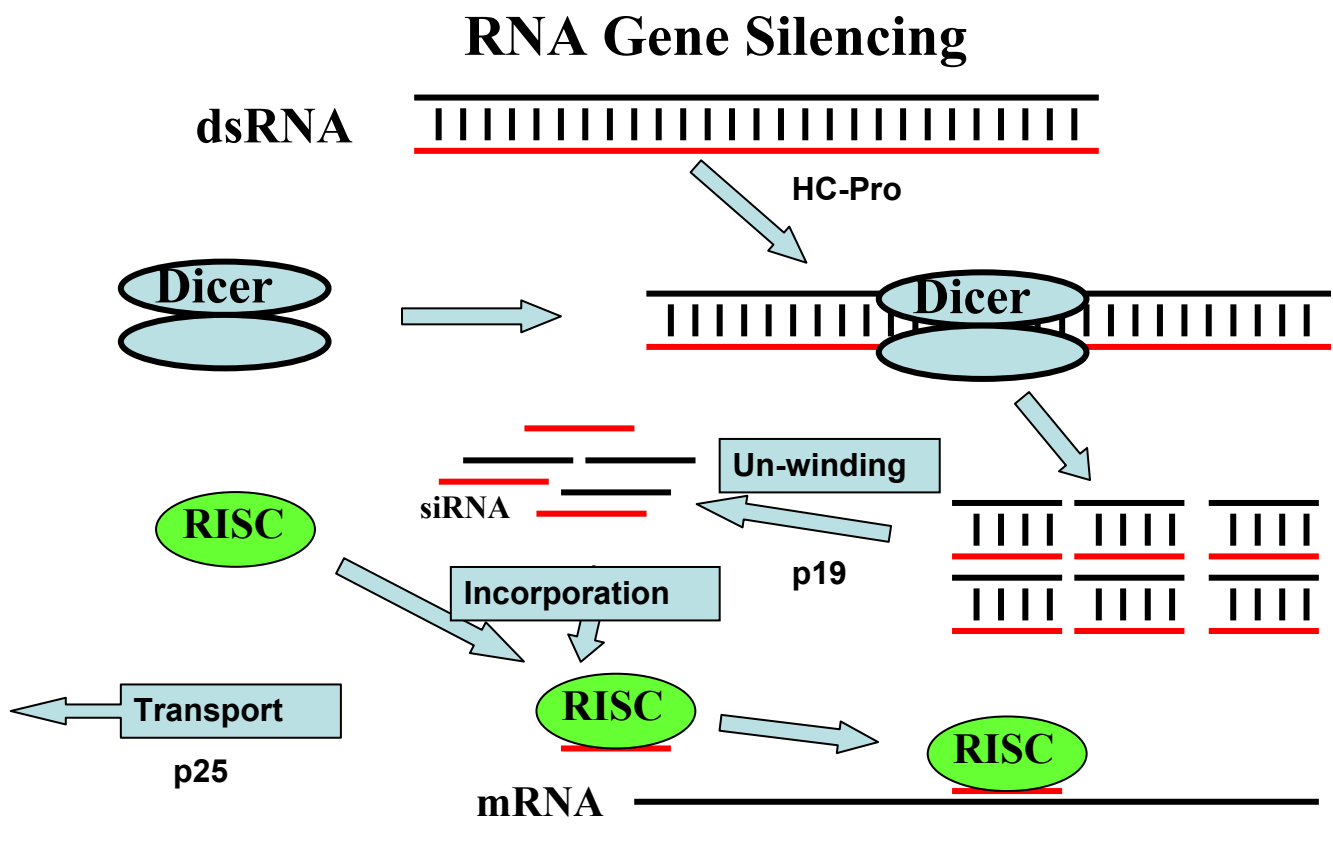 RNA Gene Silencing
dsRNA
HC-Pro
Dicer
Dicer
Un-winding
siRNA
RISC
p19
Incorporation
Transport
RISC
RISC
p25
mRNA